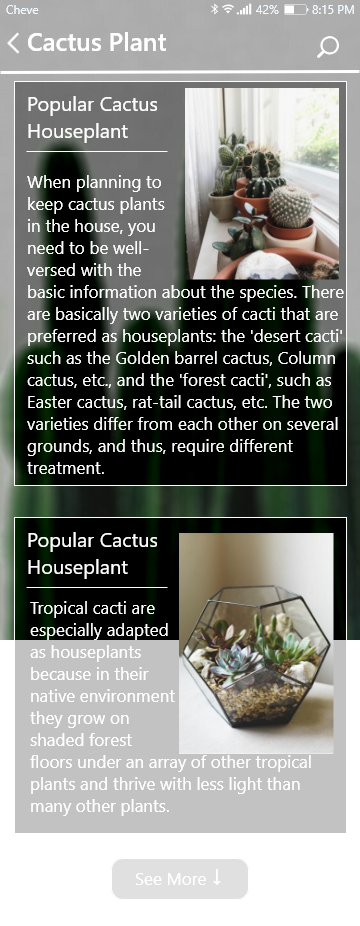 Cheve 42% 8:15 PM
Cactus Plant
Popular Cactus
Houseplant
When planning to
keep cactus plants
in the house, you
need to be well-
versed with the
basic information about the species. There
are basically two varieties of cacti that are
preferred as houseplants: the 'desert cacti'
such as the Golden barrel cactus, Column
cactus, etc., and the 'forest cacti', such as
Easter cactus, rat-tail cactus, etc. The two
varieties differ from each other on several
grounds, and thus, require different
treatment.
Popular Cactus
Houseplant
Tropical cacti are
especially adapted
as houseplants
because in their
native environment
they grow on
shaded forest
floors under an array of other tropical
plants and thrive with less light than
many other plants.
See More ↓